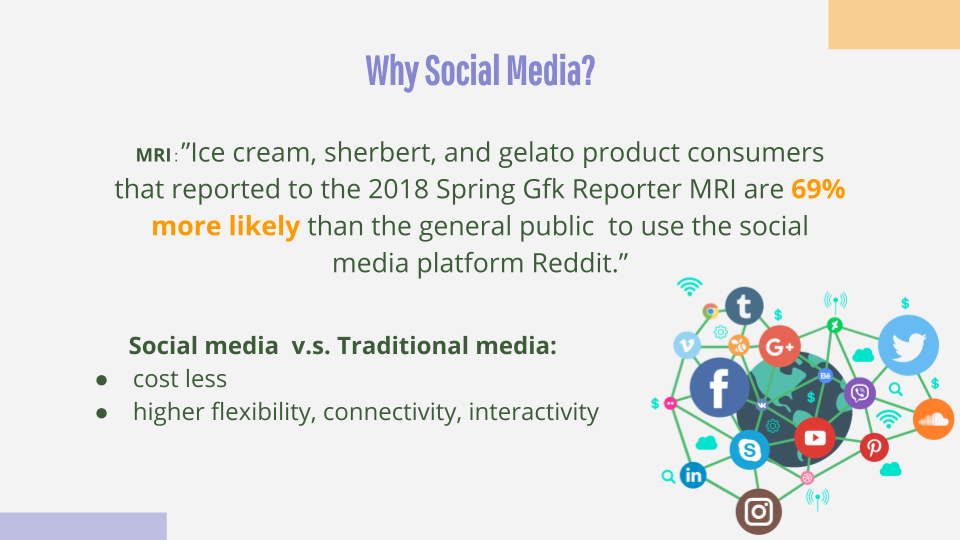 Why Social Media?
MRI: ”Ice cream, sherbert, and gelato product consumers
that reported to the 2018 Spring Gfk Reporter MRI are 69%
more likely than the general public to use the social
media platform Reddit.”
Social media v.s. Traditional media:
● cost less
● higher flexibility, connectivity, interactivity